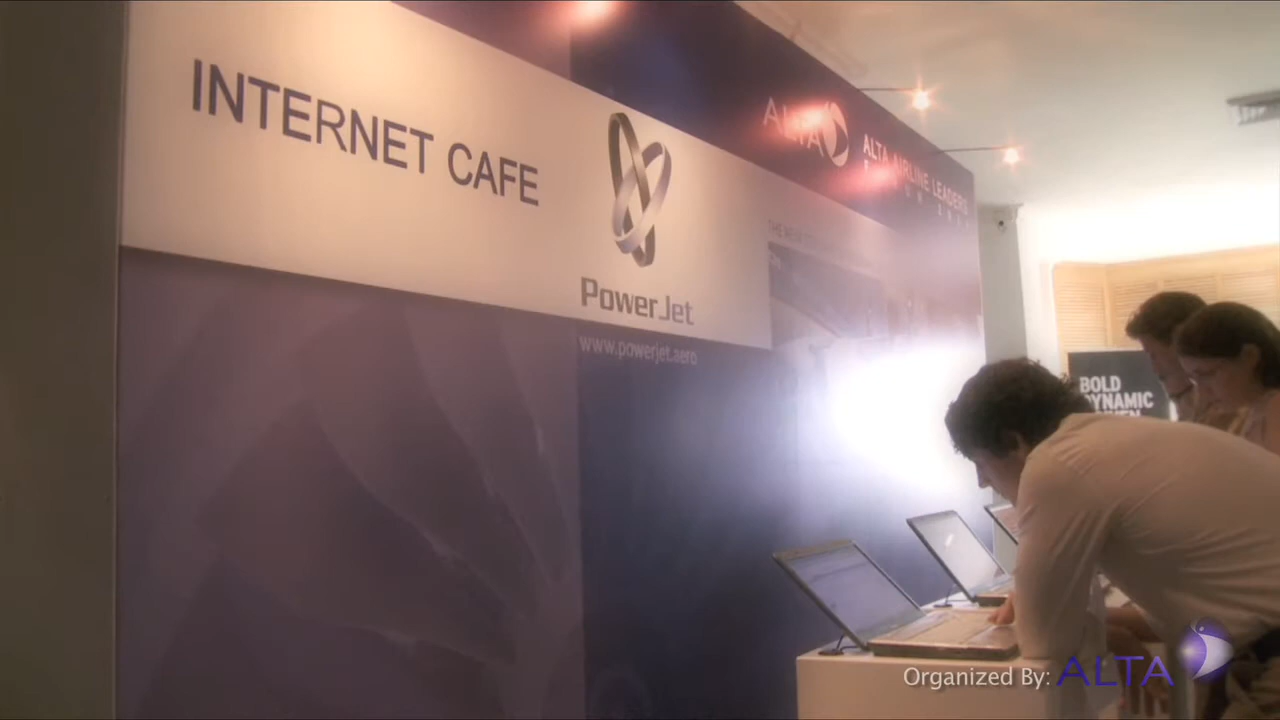 INTERNET CAFE
PowerJet
www.powerjet.aero
ALTA
ALTA AIRLINE LEADERS
BOLD
DYNAMIC
Organized By: ALTA